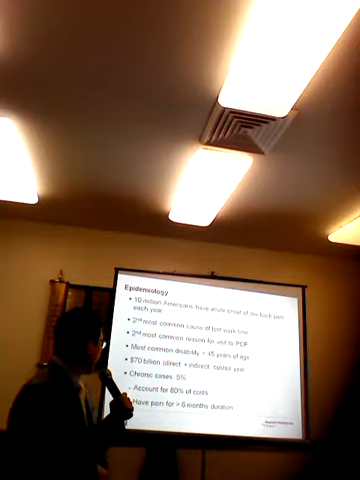 Epidemiology
• 10 million Americans have acute onset of low back pain
each year
• 2nd most common cause of lost work time
• 2nd most common reason for visit to PCP
• Most common disability < 45 years of age
• $70 billion (direct + indirect costs)/ year
• Chronic cases 5%
– Account for 80% of costs
Have pain for > 6 months duration